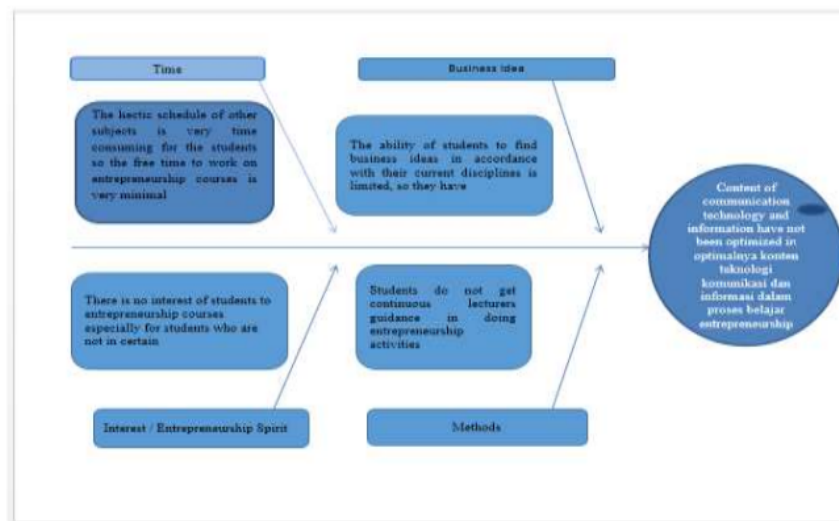 Time
Business Idea
The hectic schedule of other
subjects is very time
consuming for the students
so the free time to work on
entrepreneurship courses is
very minimal
The ability of students to find
business ideas in accordance
with their current disciplines is
limited, so they have
Content of
communication
technology and
information have not
been optimized in
optimalnya konten
teknologi
komunikasi dan
informasi dalam
proses belajar
entrepreneurship
There is no interest of students to
entrepreneurship courses
especially for students who are
not in certain
Students do not get
continuous lecturers
guidance in doing
entrepreneurship
activities
Interest / Entrepreneurship Spirit
Methods